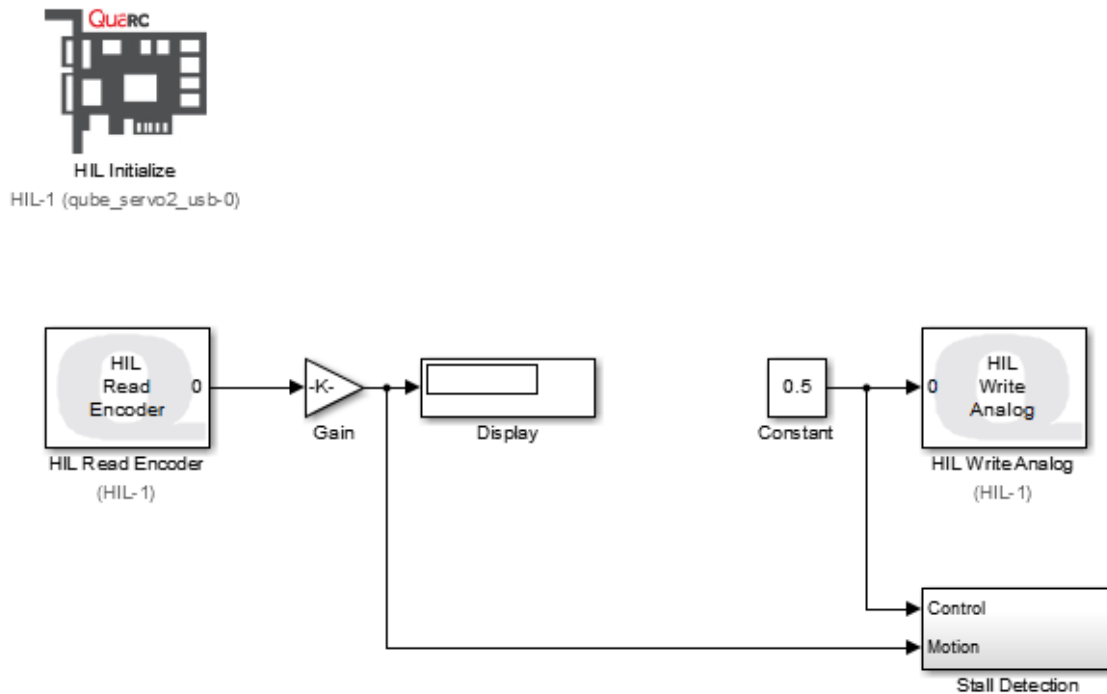 QUARC
HIL Initialize
HIL-1 (qube_servo2_usb-0)
HIL
Read
Encoder
0
HIL Read Encoder
(HIL-1)
-K-
Gain
Display
0.5
Constant
0
HIL
Write
Analog
HIL Write Analog
(HIL-1)
Control
Motion
Stall Detection